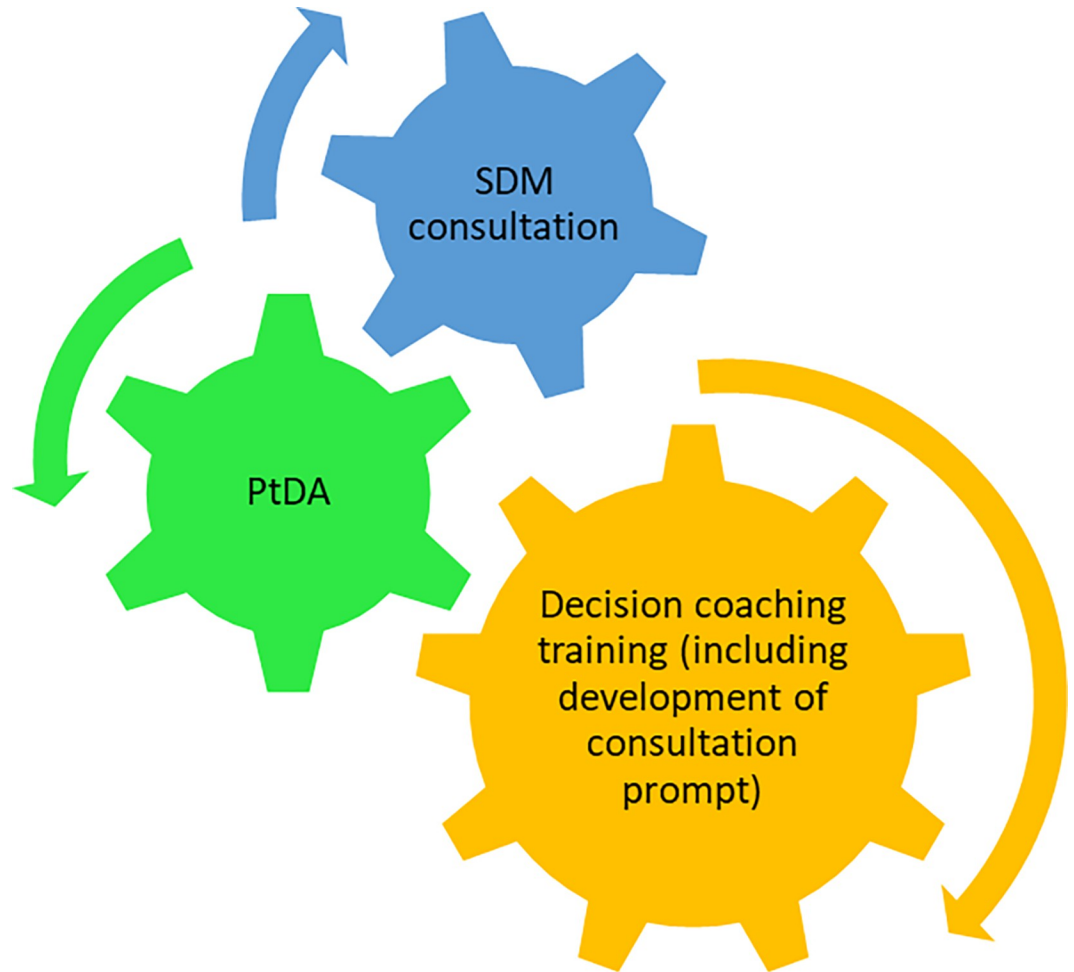 SDM
consultation
PtDA
Decision coaching
training (including
development of
consultation
prompt)